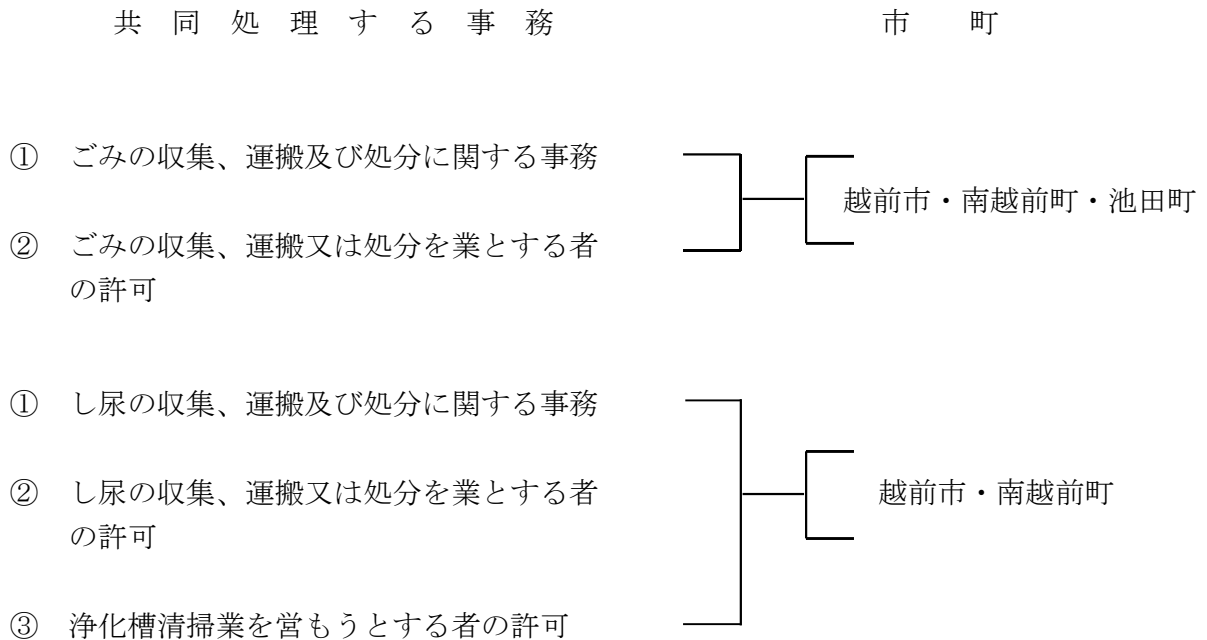 共同処理する事務 市町
① ごみの収集、運搬及び処分に関する事務
越前市・南越前町・池田町
② ごみの収集、運搬又は処分を業とする者
の許可
① し尿の収集、運搬及び処分に関する事務
② し尿の収集、運搬又は処分を業とする者
越前市・南越前町
の許可
③ 浄化槽清掃業を営もうとする者の許可